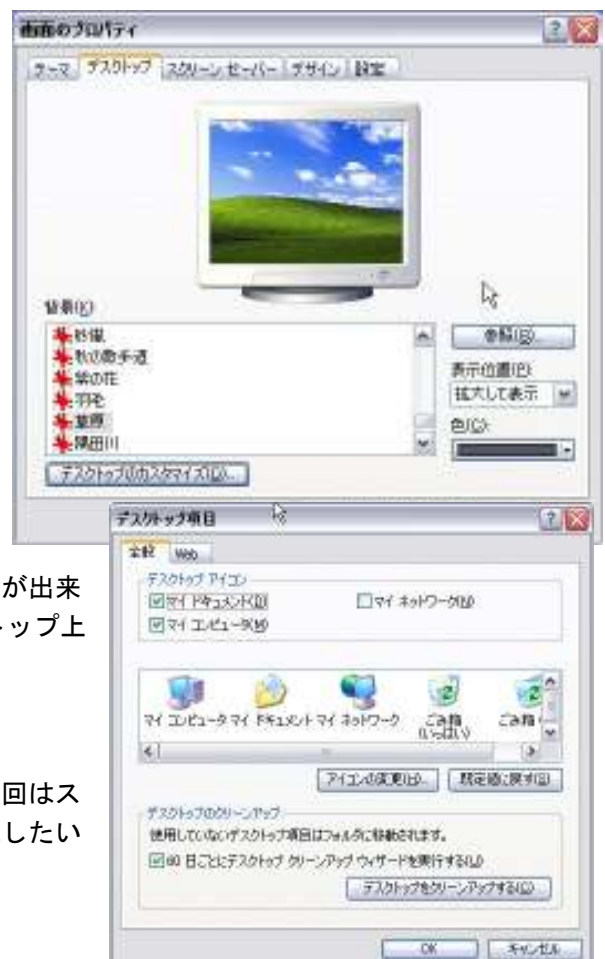 画面のプロパティ
テーマ デスクトップ スクリーン セーバー デザイン 設定
背景(K)
秋の散歩道
紫の花
羽毛
草原
隅田川
参照(B)...
表示位置(P)
拡大して表示
色(C)
デスクトップのカスタマイズ(D)...
デスクトップ項目
全般 Web
デスクトップ アイコン
マイ ドキュメント(D) マイ ネットワーク(N)
マイ コンピュータ(M)
マイ コンピュータ マイ ドキュメント マイ ネットワーク ごみ箱 ごみ箱
(いっぱい)
アイコンの変更(H)... 既定値に戻す(S)
デスクトップのクリーンアップ
使用していないデスクトップ項目はフォルダに移動されます。
60 日ごとにデスクトップ クリーンアップ ウィザードを実行する(U)
デスクトップをクリーンアップする(C)
OK キャンセル
が出来
トップ上
回はス
したい